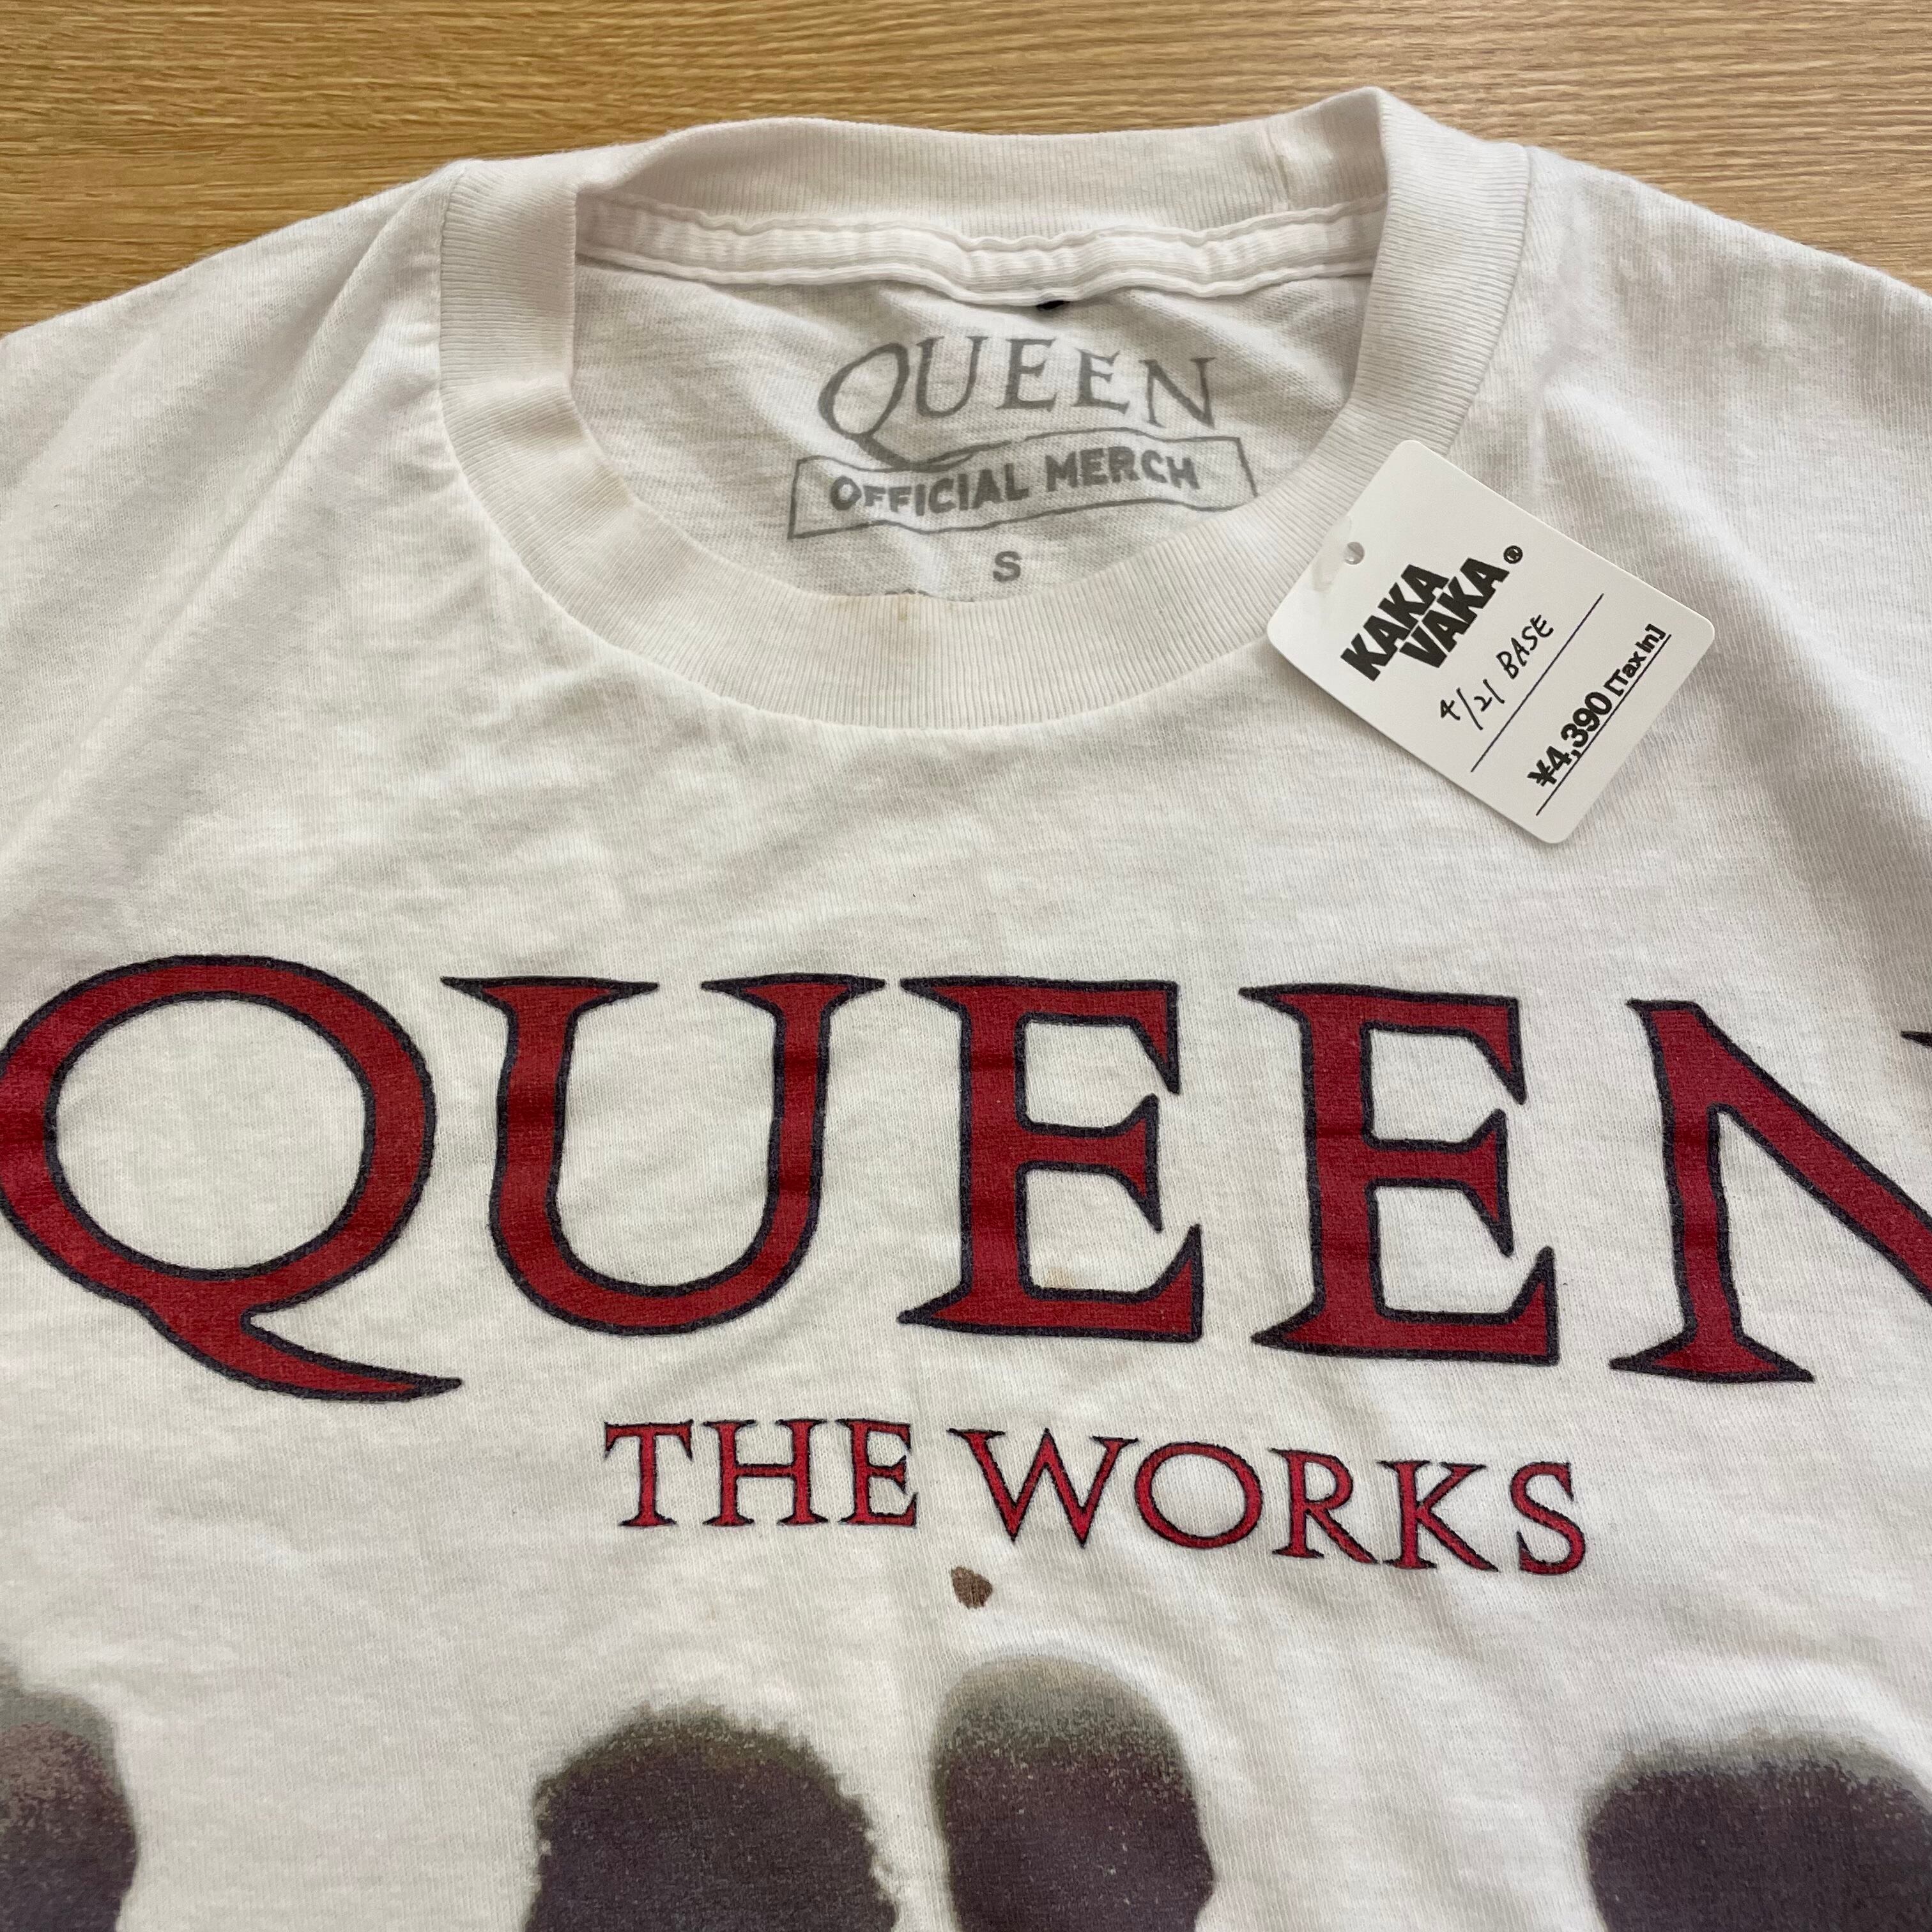 QUEEN
OFFICIAL MERCH
S
KAKA
VAKA®
4/21 BASE
¥4,390 [Tax in]
QUEEN
THE WORKS